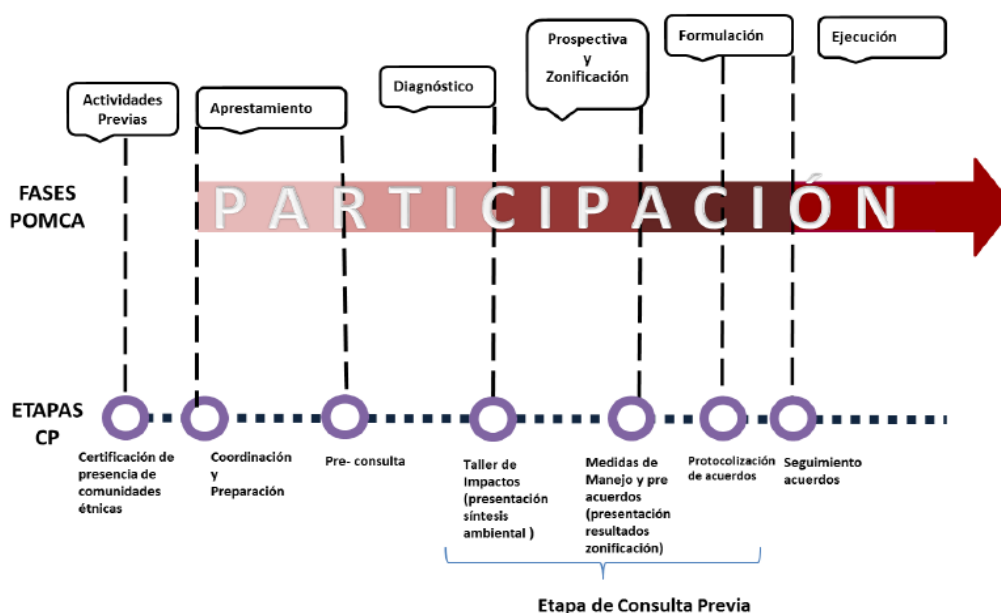 Actividades
Previas
Aprestamiento
Diagnóstico
Prospectiva
y
Zonificación
Formulación
Ejecución
FASES
POMCA
PARTICIPACIÓN
ETAPAS
CP
Certificación de
presencia de
comunidades
étnicas
Coordinación
y
Preparación
Pre- consulta
Taller de
Impactos
(presentación
síntesis
ambiental )
Medidas de
Manejo y pre
acuerdos
(presentación
resultados
zonificación)
Protocolización
de acuerdos
Seguimiento
acuerdos
Etapa de Consulta Previa